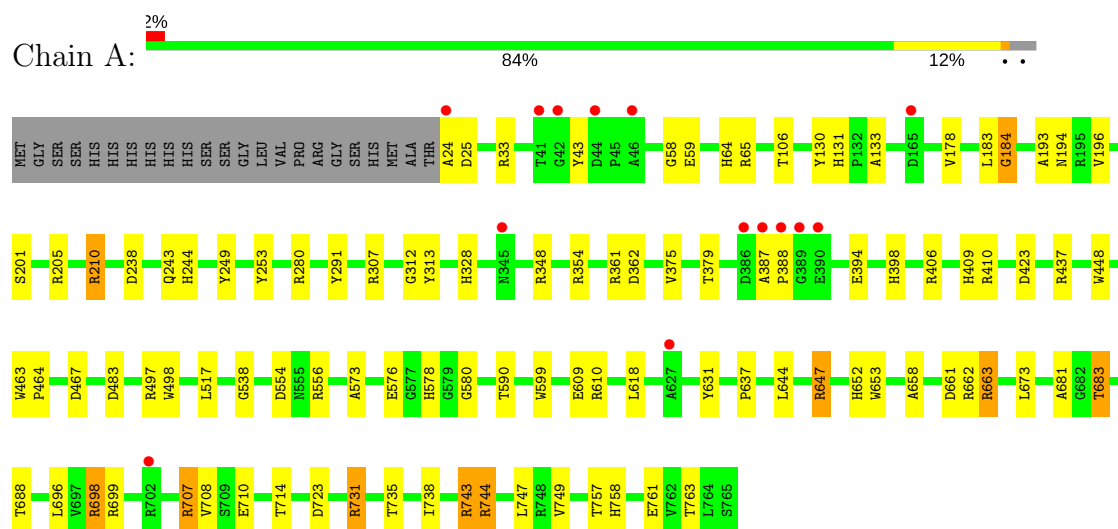 2%
Chain A:
84%
12%
MET GLY SER SER HIS HIS HIS HIS HIS HIS SER SER GLY LEU VAL PRO ARG GLY SER HIS MET ALA THR A24 D25 R33 T41 G42 Y43 D44 P45 A46 G58 E59 H64 R65 T106 Y130 H131 P132 A133 D165 V178 L183 G184 A193 N194 R195 V196
S201 R205 R210 D238 Q243 H244 Y249 Y253 R280 Y291 R307 G312 Y313 H328 N345 R348 R354 R361 D362 V375 T379 D386 A387 P388 G389 E390 E394 H398 R406 H409 R410 D423 R437 W448
W463 P464 D467 D483 R497 W498 L517 G538 D554 N555 R556 A573 E576 G577 H578 G579 G580 T590 W599 E609 R610 L618 A627 Y631 P637 L644 R647 H652 W653 A658 D661 R662 R663 L673 A681 G682 T683
T688 L696 V697 R698 R699 R702 R707 V708 S709 E710 T714 D723 R731 T735 I738 R743 R744 L747 R748 V749 T757 H758 E761 V762 T763 L764 S765